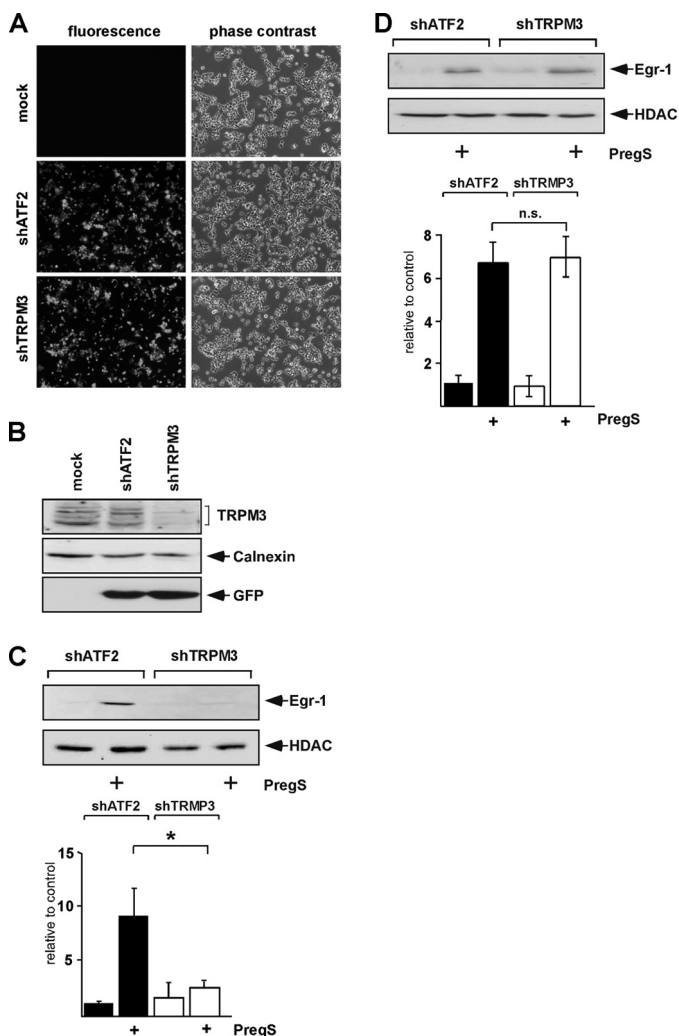 A
fluorescence phase contrast
mock
shATF2
shTRPM3
B
mock shATF2 shTRPM3
TRPM3
Calnexin
GFP
C
shATF2 shTRPM3
Egr-1
HDAC
+ + PregS
shATF2 shTRMP3
*
relative to control
15
10
5
+ + PregS
D
shATF2 shTRPM3
Egr-1
HDAC
+ + PregS
shATF2 shTRMP3
n.s.
relative to control
8
6
4
2
+ + PregS